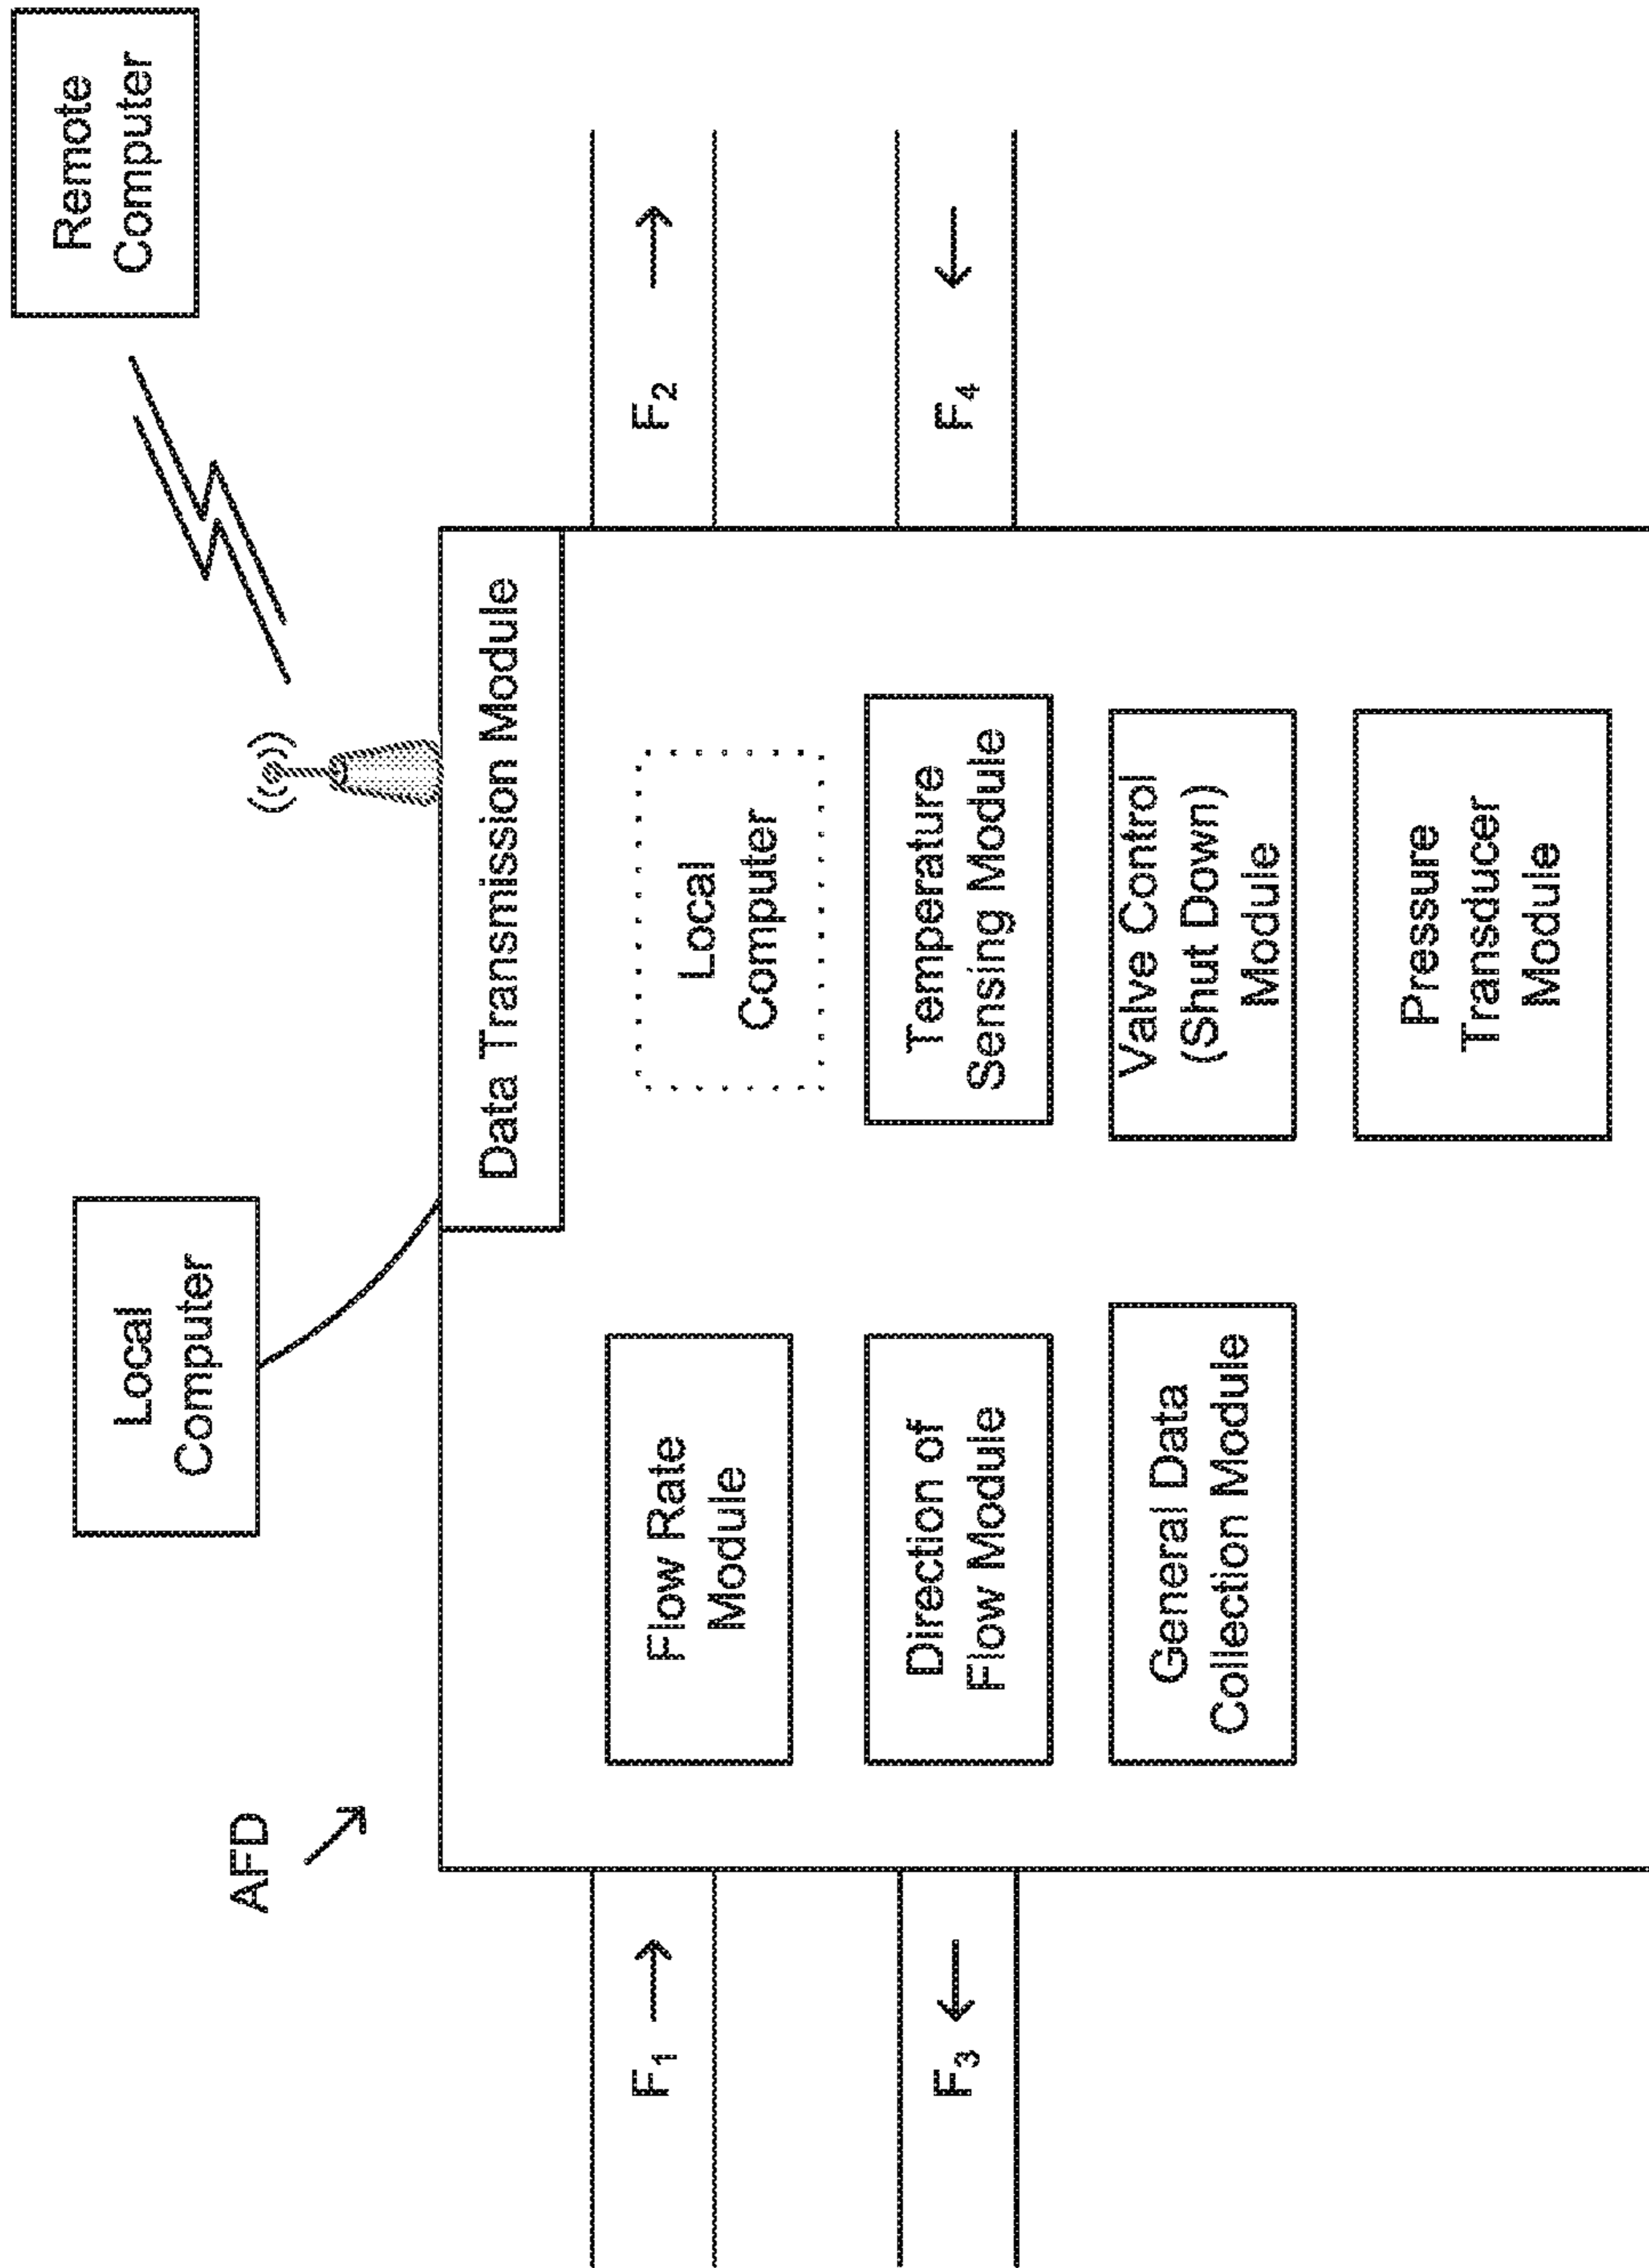 Remote
Computer
Local
Computer
AFD
Data Transmission Module
F1
F2
Flow Rate
Module
Local
Computer
F3
F4
Direction of
Flow Module
Temperature
Sensing Module
General Data
Collection Module
Valve Control
(Shut Down)
Module
Pressure
Transducer
Module